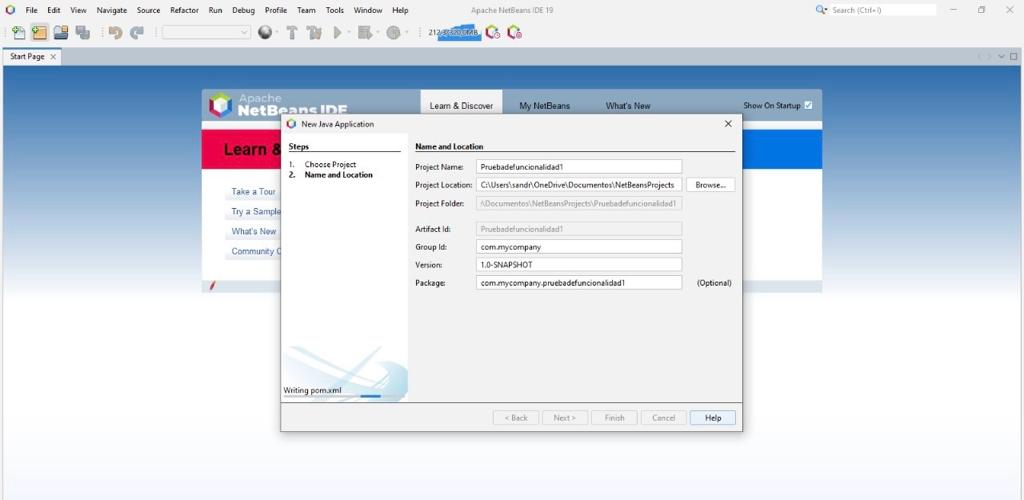 File Edit View Navigate Source Refactor Run Debug Profile Team Tools Window Help
Apache NetBeans IDE 19
Search (Ctrl+I)
Start Page
Apache
NetBeans IDE
Learn & Discover
My NetBeans
What's New
Show On Startup
Learn &
Take a Tour
Try a Sample
What's New
Community C
New Java Application
Steps
1. Choose Project
2. Name and Location
Writing pom.xml
Name and Location
Project Name: Pruebadefuncionalidad1
Project Location: C:\Users\sandr\OneDrive\Documentos\NetBeansProjects Browse...
Project Folder: \Documentos\NetBeansProjects\Pruebadefuncionalidad1
Artifact Id: Pruebadefuncionalidad1
Group Id: com.mycompany
Version: 1.0-SNAPSHOT
Package: com.mycompany.pruebadefuncionalidad1 (Optional)
< Back Next > Finish Cancel Help